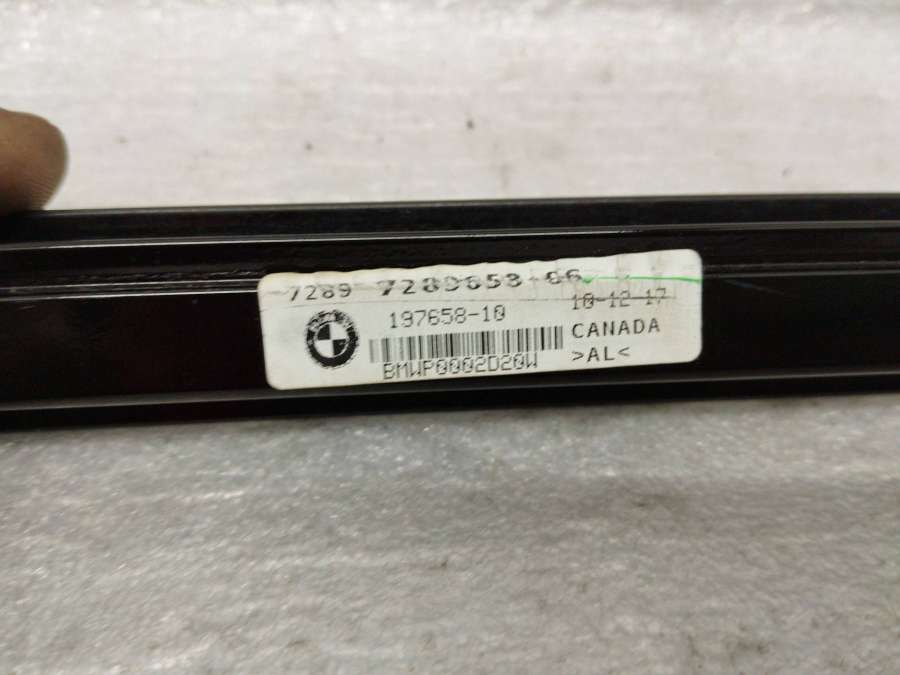 7289 7289658-06
10-12-17
197658-10
CANADA
BMWP0002D20W
>AL<